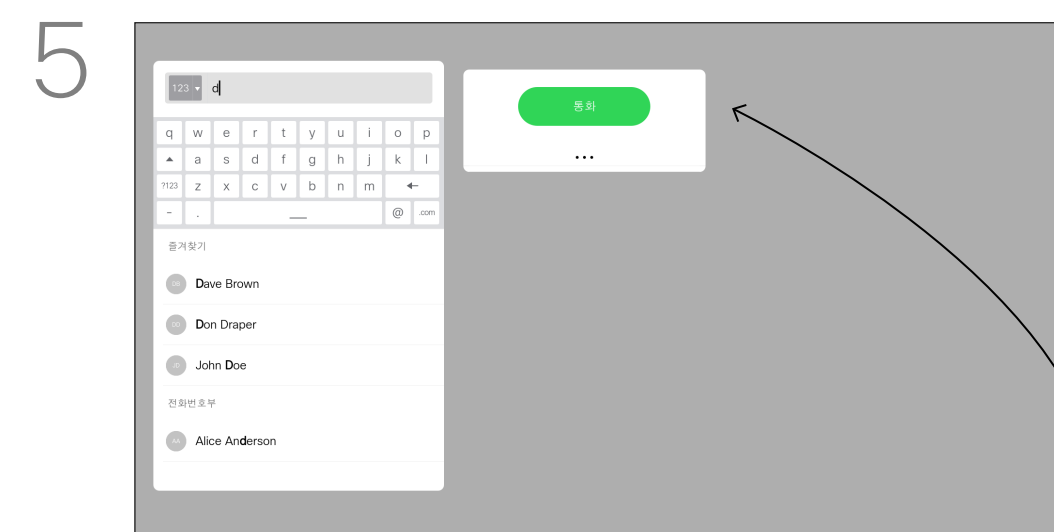 5
123 d
통화
q w e r t y u i o p
a s d f g h j k l
?123 z x c v b n m
- . @ .com
즐겨찾기
DB Dave Brown
DD Don Draper
JD John Doe
전화번호부
AA Alice Anderson